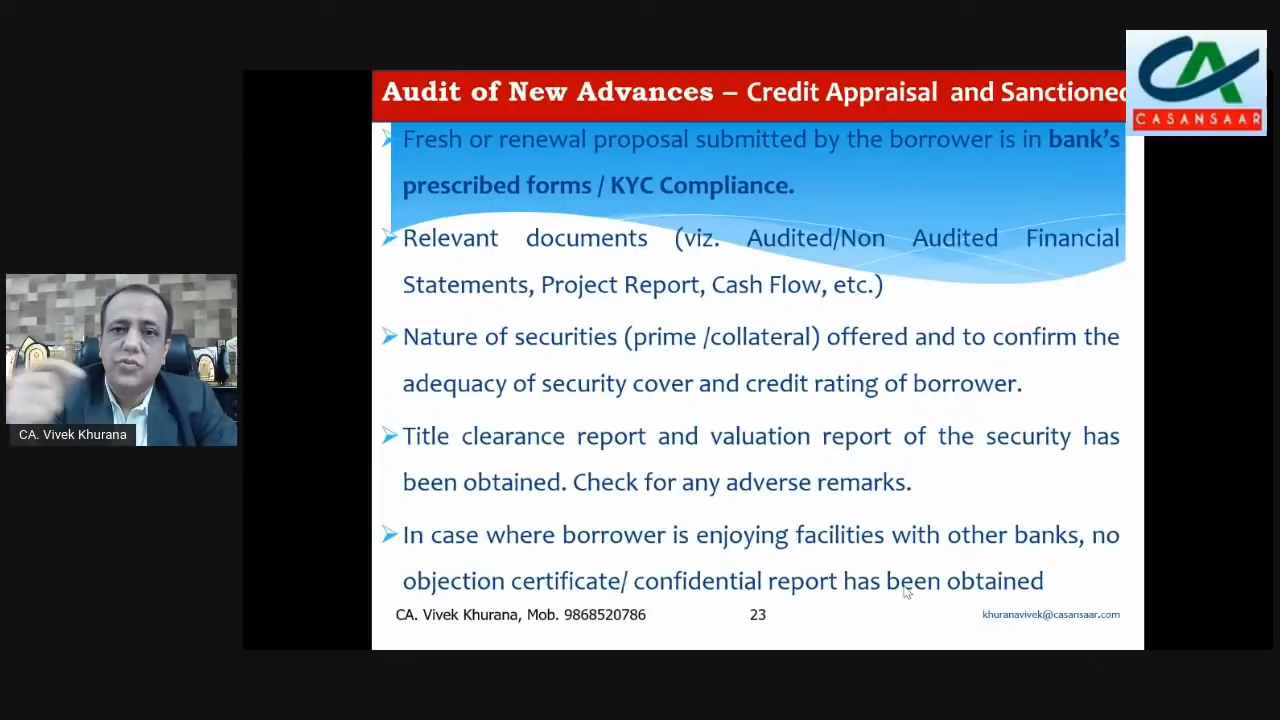 Audit of New Advances – Credit Appraisal and Sanctioned
CA
CASANSAAR
Fresh or renewal proposal submitted by the borrower is in bank's
prescribed forms / KYC Compliance.
Relevant documents (viz. Audited/Non Audited Financial
Statements, Project Report, Cash Flow, etc.)
Nature of securities (prime /collateral) offered and to confirm the
adequacy of security cover and credit rating of borrower.
Title clearance report and valuation report of the security has
been obtained. Check for any adverse remarks.
In case where borrower is enjoying facilities with other banks, no
objection certificate/ confidential report has been obtained
CA. Vivek Khurana, Mob. 9868520786 23 khuranavivek@casansaar.com
CA. Vivek Khurana